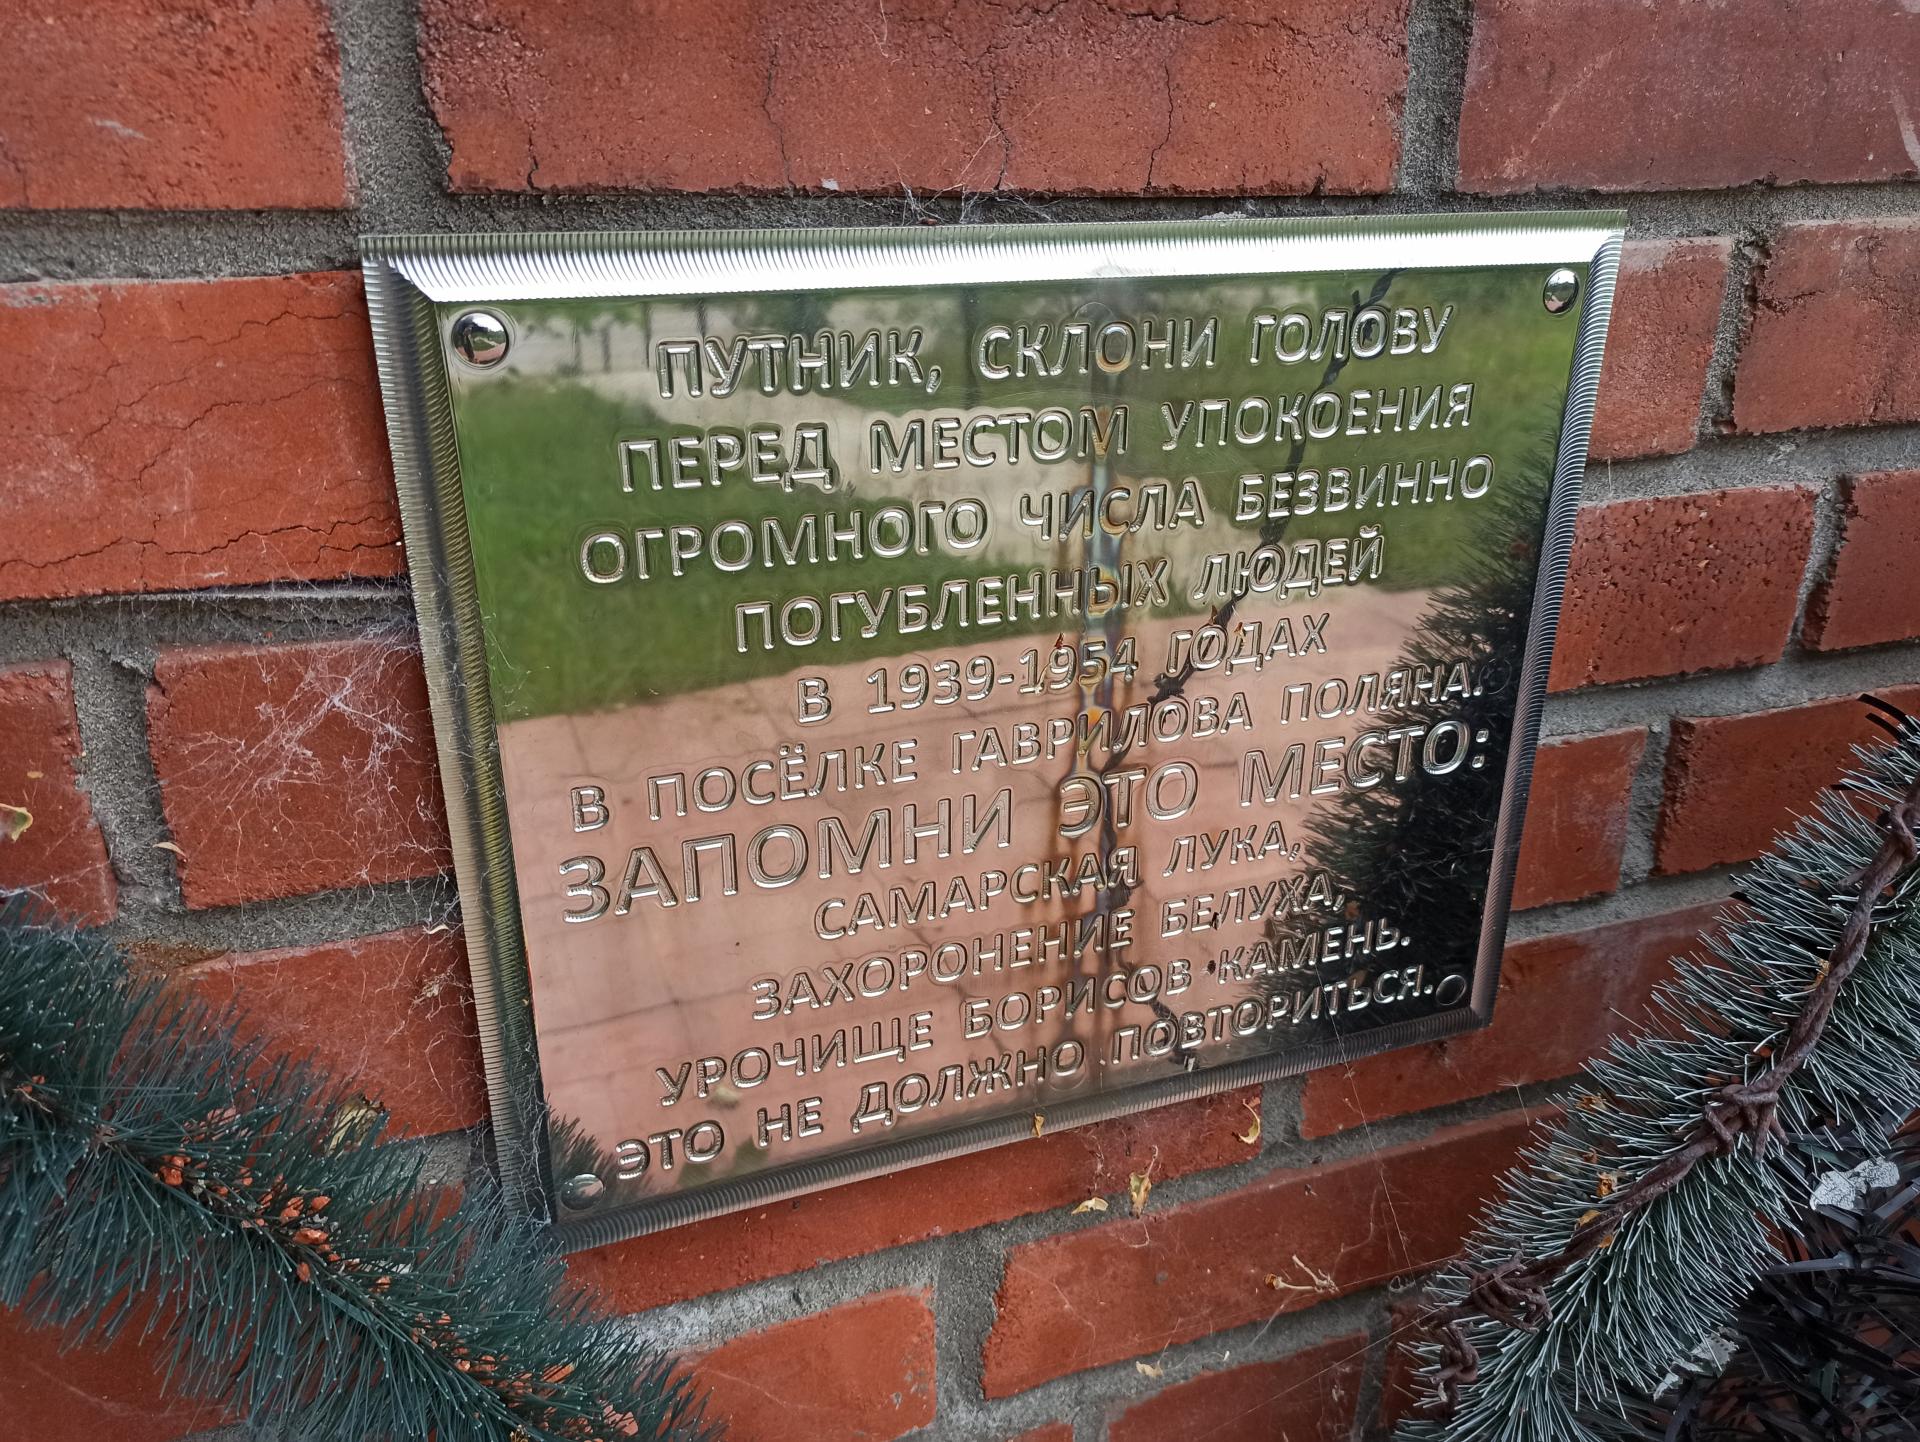 ПУТНИК, СКЛОНИ ГОЛОВУ
ПЕРЕД МЕСТОМ УПОКОЕНИЯ
ОГРОМНОГО ЧИСЛА БЕЗВИННО
ПОГУБЛЕННЫХ ЛЮДЕЙ
В 1939-1954 ГОДАХ
В ПОСЁЛКЕ ГАВРИЛОВА ПОЛЯНА.
ЗАПОМНИ ЭТО МЕСТО:
САМАРСКАЯ ЛУКА,
ЗАХОРОНЕНИЕ БЕЛУХА,
УРОЧИЩЕ БОРИСОВ КАМЕНЬ.
ЭТО НЕ ДОЛЖНО ПОВТОРИТЬСЯ.